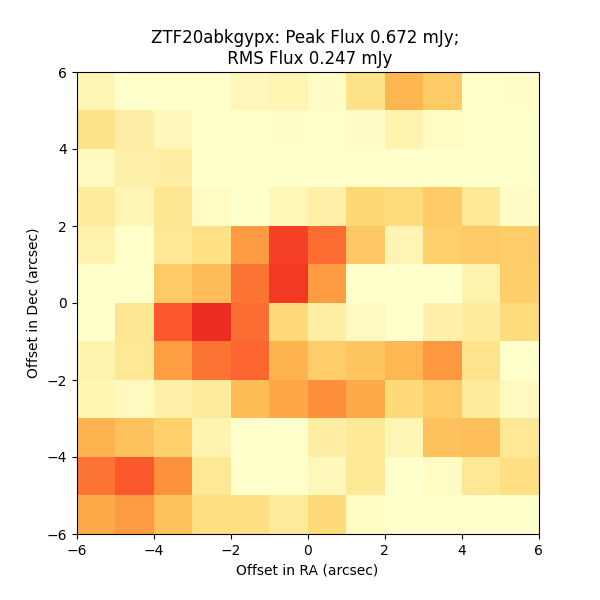 ZTF20abkgypx: Peak Flux 0.672 mJy;
RMS Flux 0.247 mJy
6
4
2
0
−2
−4
−6
Offset in Dec (arcsec)
−6 −4 −2 0 2 4 6
Offset in RA (arcsec)